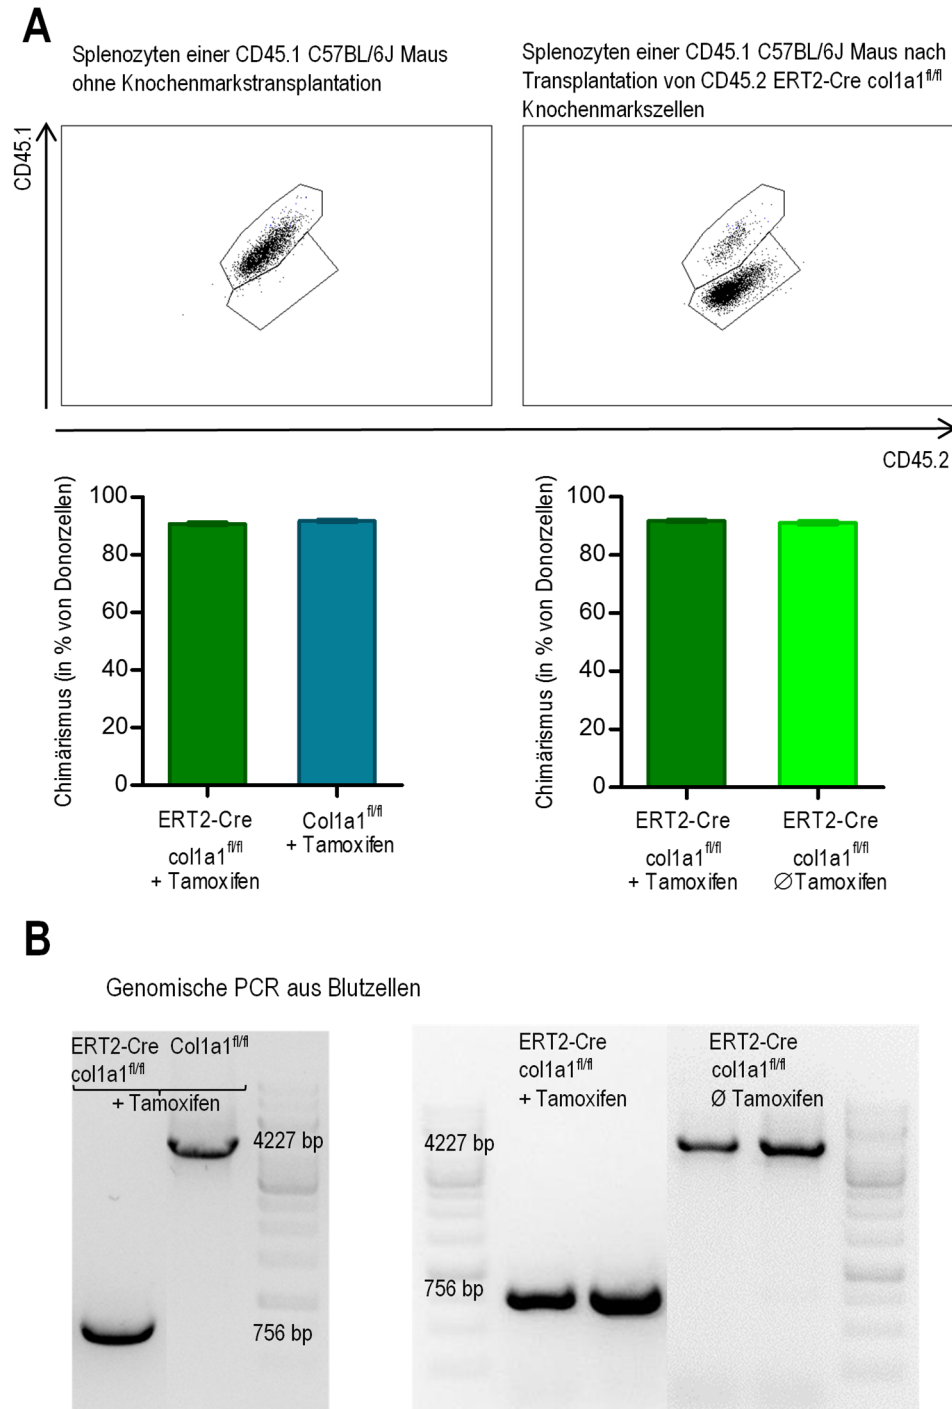 A
Splenozyten einer CD45.1 C57BL/6J Maus
ohne Knochenmarkstransplantation
Splenozyten einer CD45.1 C57BL/6J Maus nach
Transplantation von CD45.2 ERT2-Cre col1a1fl/fl
Knochenmarkszellen
CD45.1
CD45.2
Chimärismus (in % von Donorzellen)
100
80
60
40
20
0
ERT2-Cre
col1a1fl/fl
+ Tamoxifen
Col1a1fl/fl
+ Tamoxifen
Chimärismus (in % von Donorzellen)
100
80
60
40
20
0
ERT2-Cre
col1a1fl/fl
+ Tamoxifen
ERT2-Cre
col1a1fl/fl
∅ Tamoxifen
B
Genomische PCR aus Blutzellen
ERT2-Cre
col1a1fl/fl
Col1a1fl/fl
+ Tamoxifen
4227 bp
756 bp
ERT2-Cre
col1a1fl/fl
+ Tamoxifen
ERT2-Cre
col1a1fl/fl
Ø Tamoxifen
4227 bp
756 bp